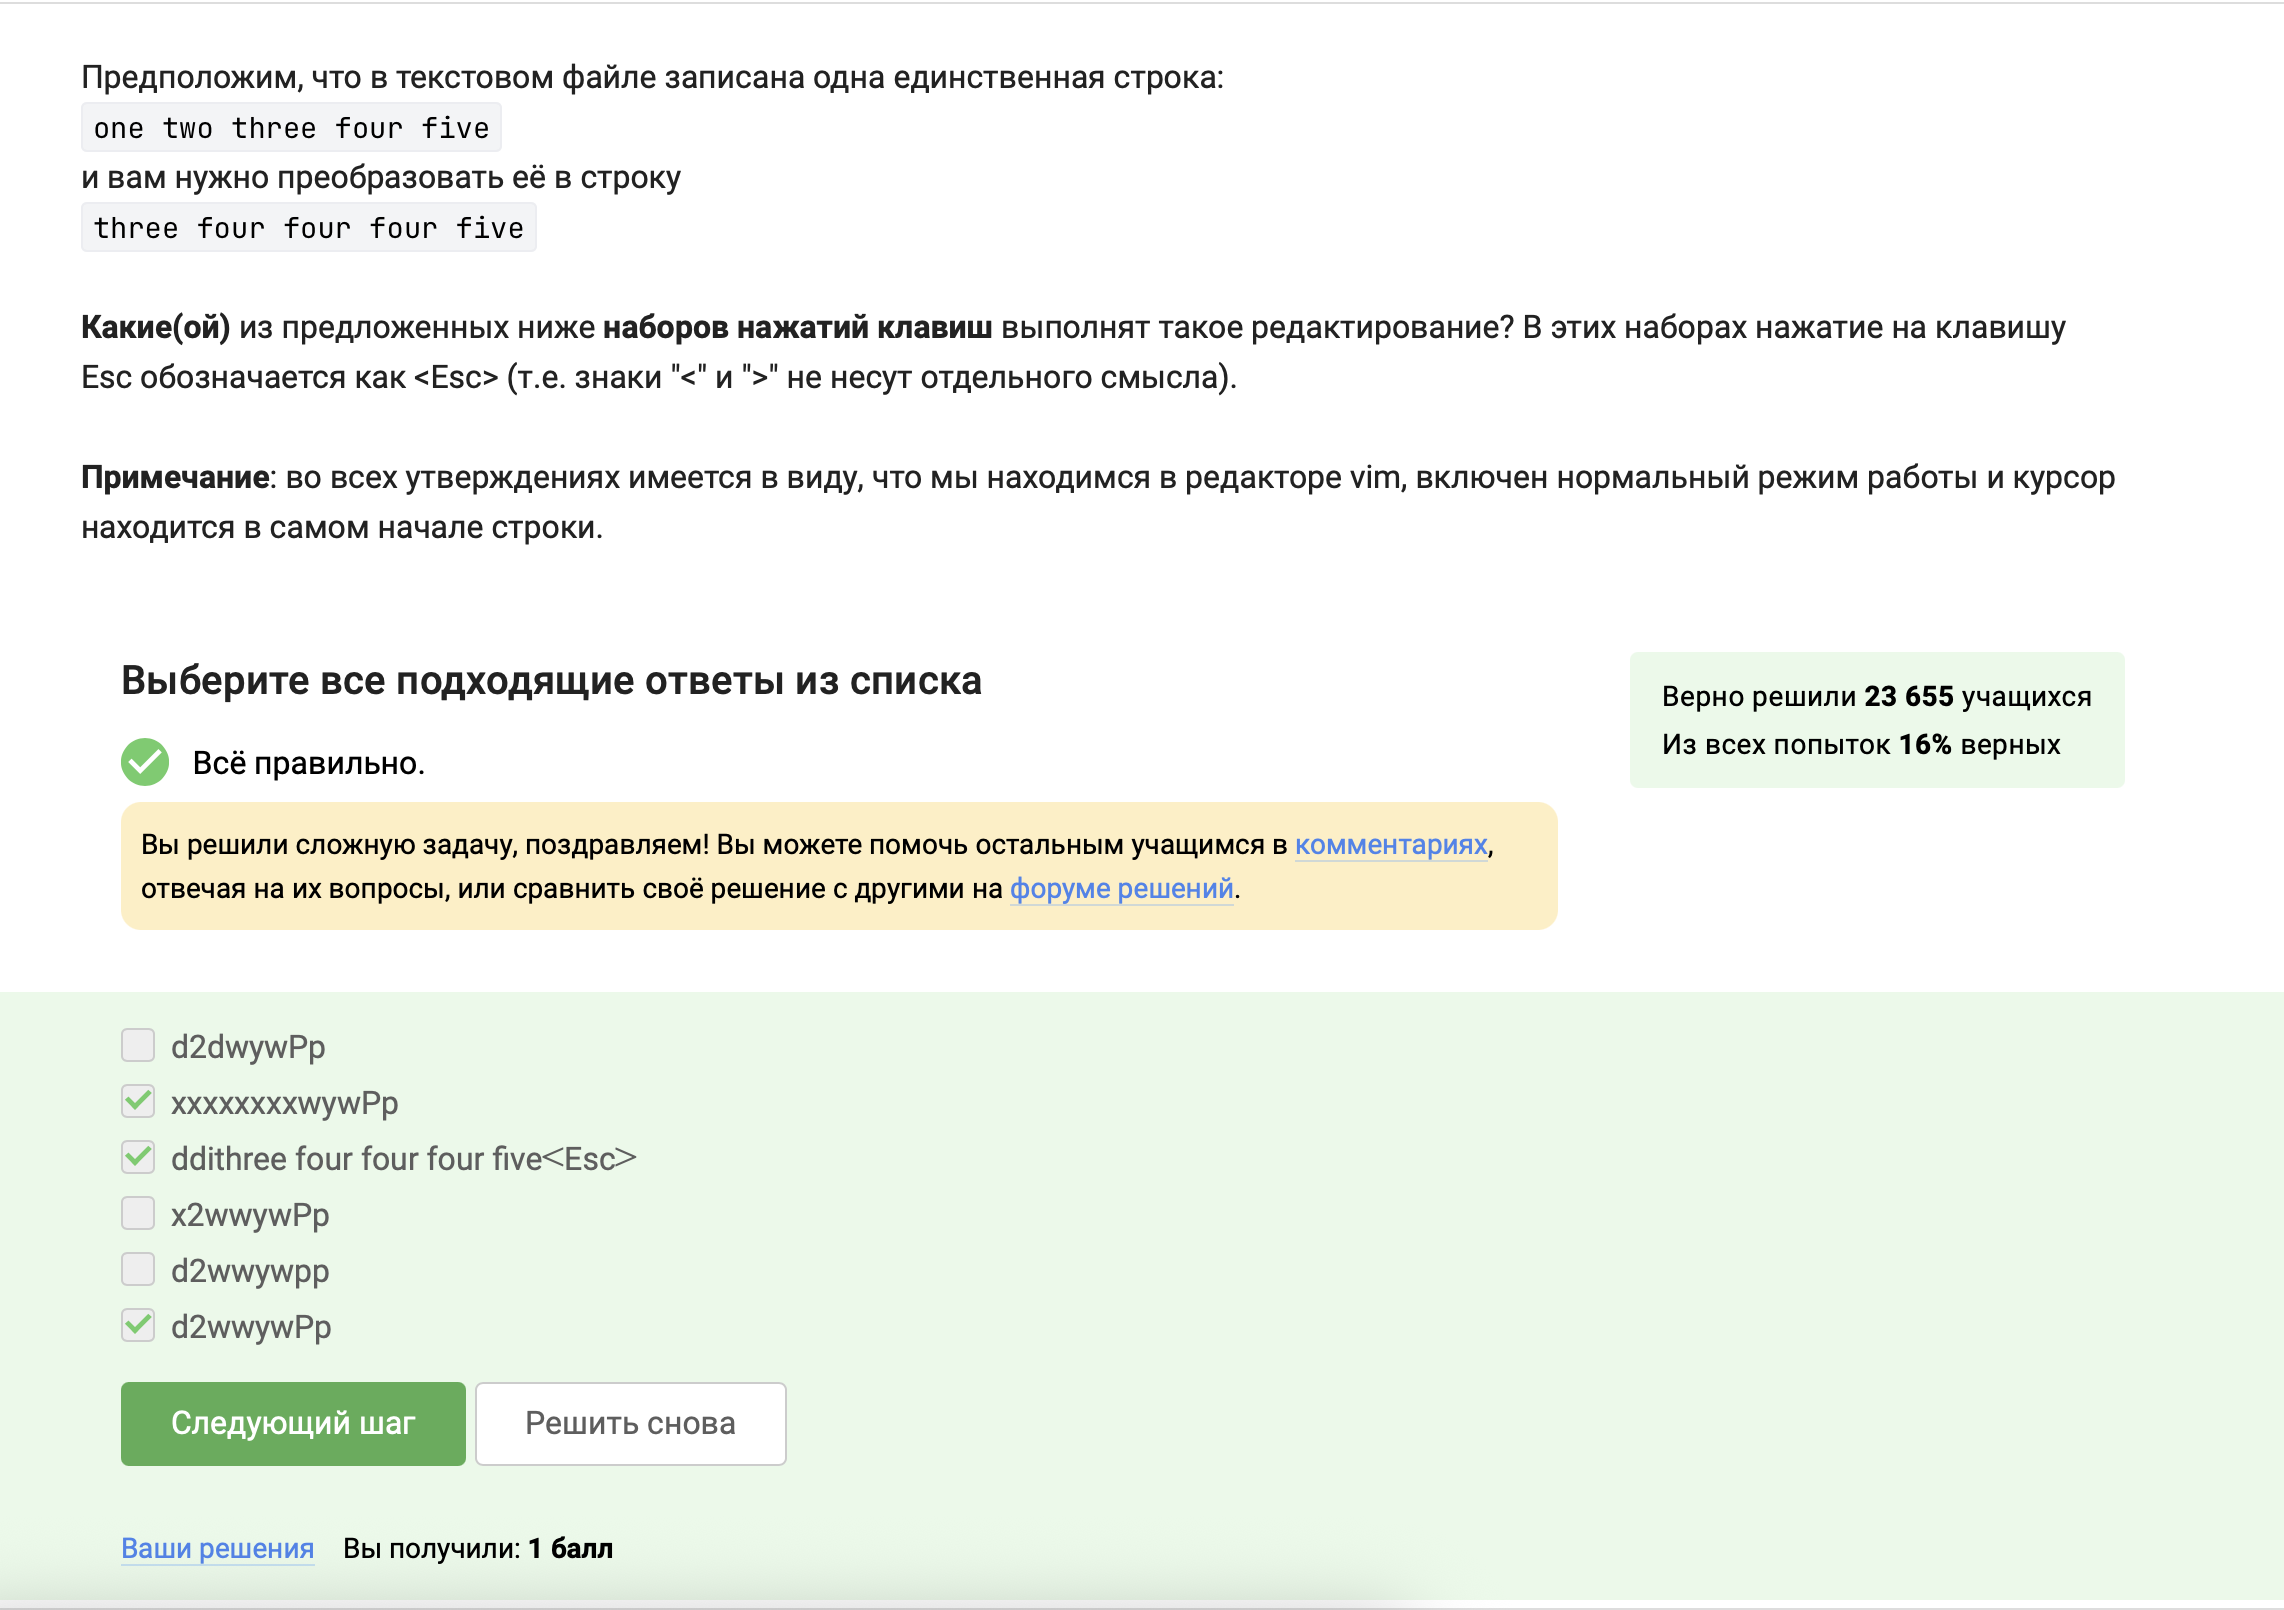 Предположим, что в текстовом файле записана одна единственная строка:
one two three four five
и вам нужно преобразовать её в строку
three four four four five
Какие(ой) из предложенных ниже наборов нажатий клавиш выполнят такое редактирование? В этих наборах нажатие на клавишу
Esc обозначается как <Esc> (т.е. знаки "<" и ">" не несут отдельного смысла).
Примечание: во всех утверждениях имеется в виду, что мы находимся в редакторе vim, включен нормальный режим работы и курсор
находится в самом начале строки.
Выберите все подходящие ответы из списка
Верно решили 23 655 учащихся
Из всех попыток 16% верных
Всё правильно.
Вы решили сложную задачу, поздравляем! Вы можете помочь остальным учащимся в комментариях,
отвечая на их вопросы, или сравнить своё решение с другими на форуме решений.
d2dwywPp
xxxxxxxxwywPp
ddithree four four four five<Esc>
x2wwywPp
d2wwywpp
d2wwywPp
Следующий шаг
Решить снова
Ваши решения Вы получили: 1 балл